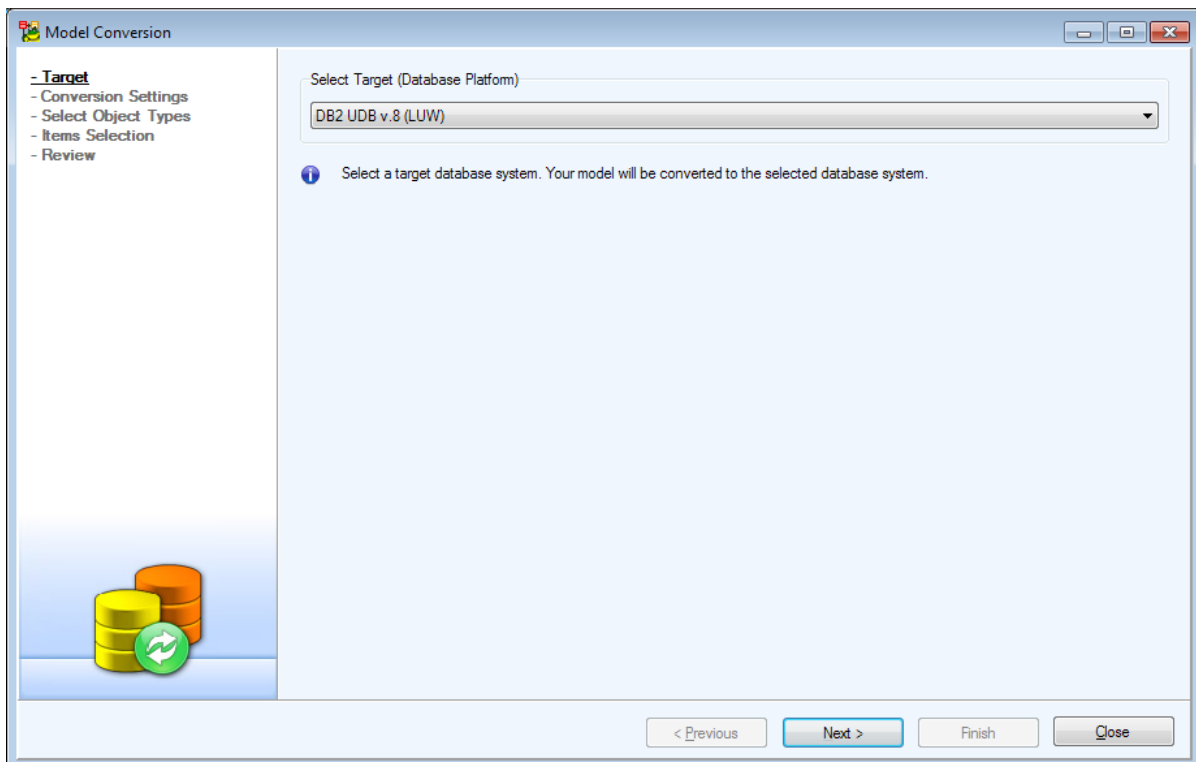 Model Conversion
- Target
- Conversion Settings
- Select Object Types
- Items Selection
- Review
Select Target (Database Platform)
DB2 UDB v.8 (LUW)
Select a target database system. Your model will be converted to the selected database system.
< Previous
Next >
Finish
Close